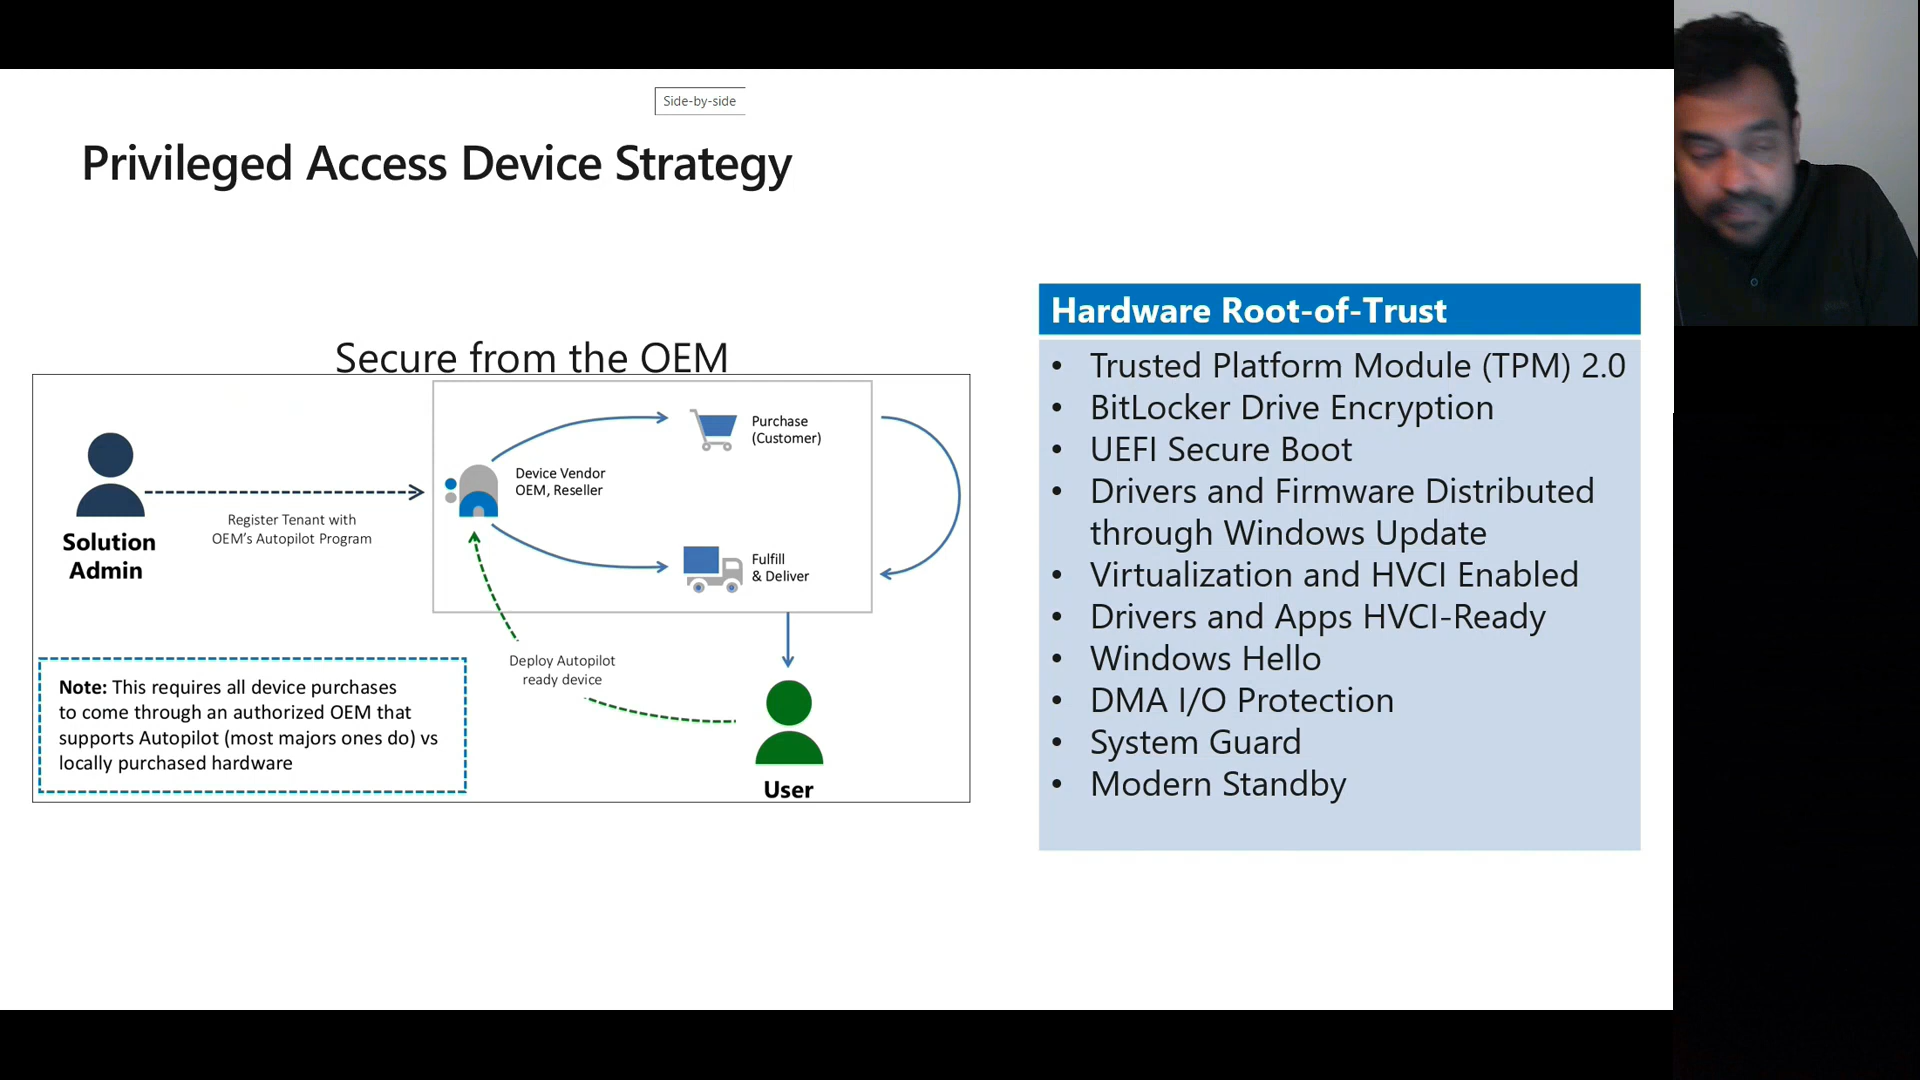 Side-by-side
Privileged Access Device Strategy
Secure from the OEM
Purchase
(Customer)
Device Vendor
OEM, Reseller
Register Tenant with
OEM's Autopilot Program
Solution
Admin
Fulfill
& Deliver
Deploy Autopilot
ready device
Note: This requires all device purchases
to come through an authorized OEM that
supports Autopilot (most majors ones do) vs
locally purchased hardware
User
Hardware Root-of-Trust
• Trusted Platform Module (TPM) 2.0
• BitLocker Drive Encryption
• UEFI Secure Boot
• Drivers and Firmware Distributed
through Windows Update
• Virtualization and HVCI Enabled
• Drivers and Apps HVCI-Ready
• Windows Hello
• DMA I/O Protection
• System Guard
• Modern Standby